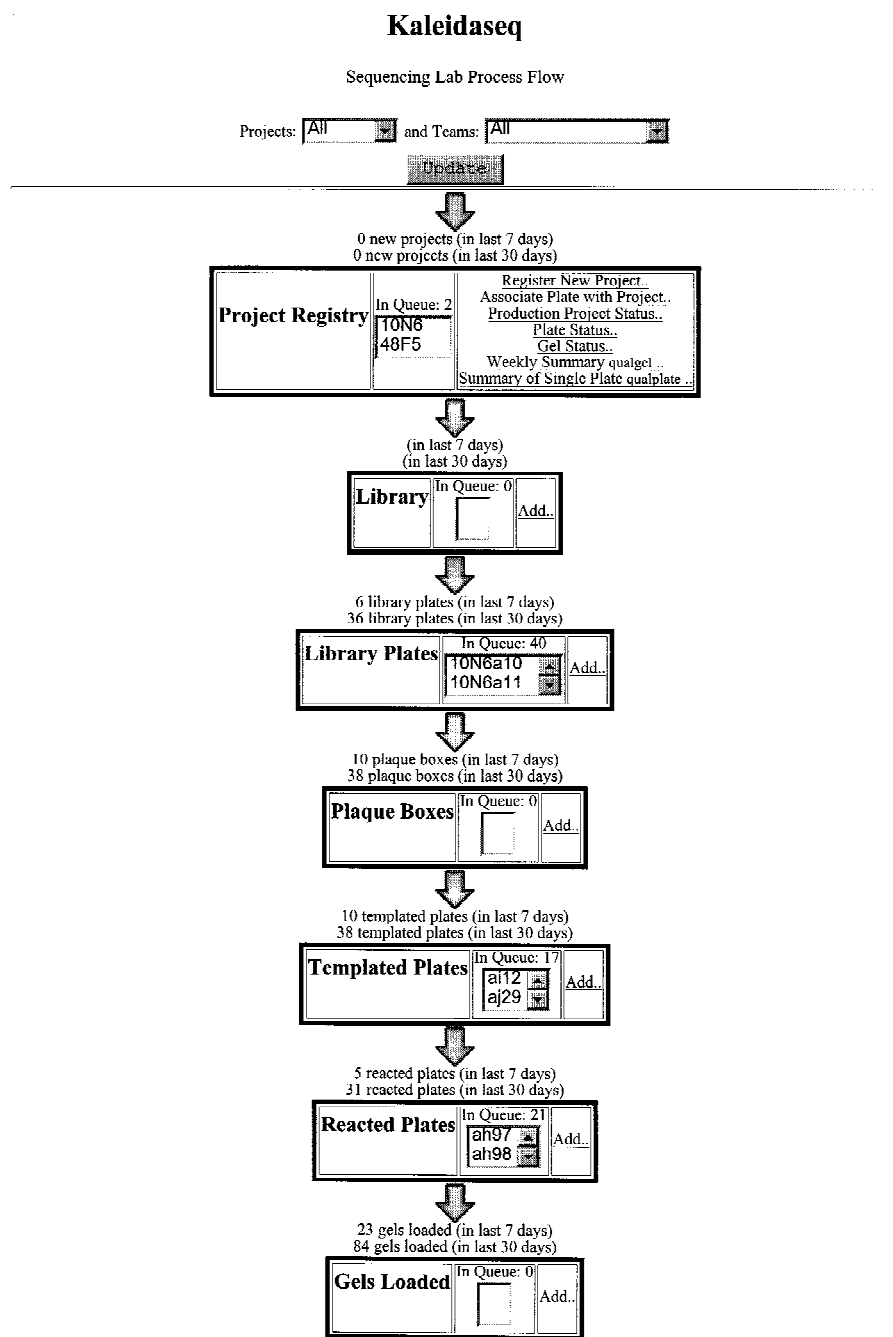 Kaleidaseq
Sequencing Lab Process Flow
Projects: All and Teams: All
Update
0 new projects (in last 7 days)
0 new projects (in last 30 days)
Project Registry
In Queue: 2
10N6
48F5
Register New Project..
Associate Plate with Project..
Production Project Status..
Plate Status..
Gel Status..
Weekly Summary qualgel ..
Summary of Single Plate qualplate ..
(in last 7 days)
(in last 30 days)
Library
In Queue: 0
Add..
6 library plates (in last 7 days)
36 library plates (in last 30 days)
Library Plates
In Queue: 40
10N6a10
10N6a11
Add..
10 plaque boxes (in last 7 days)
38 plaque boxes (in last 30 days)
Plaque Boxes
In Queue: 0
Add..
10 templated plates (in last 7 days)
38 templated plates (in last 30 days)
Templated Plates
In Queue: 17
ai12
aj29
Add..
5 reacted plates (in last 7 days)
31 reacted plates (in last 30 days)
Reacted Plates
In Queue: 21
ah97
ah98
Add..
23 gels loaded (in last 7 days)
84 gels loaded (in last 30 days)
Gels Loaded
In Queue: 0
Add..